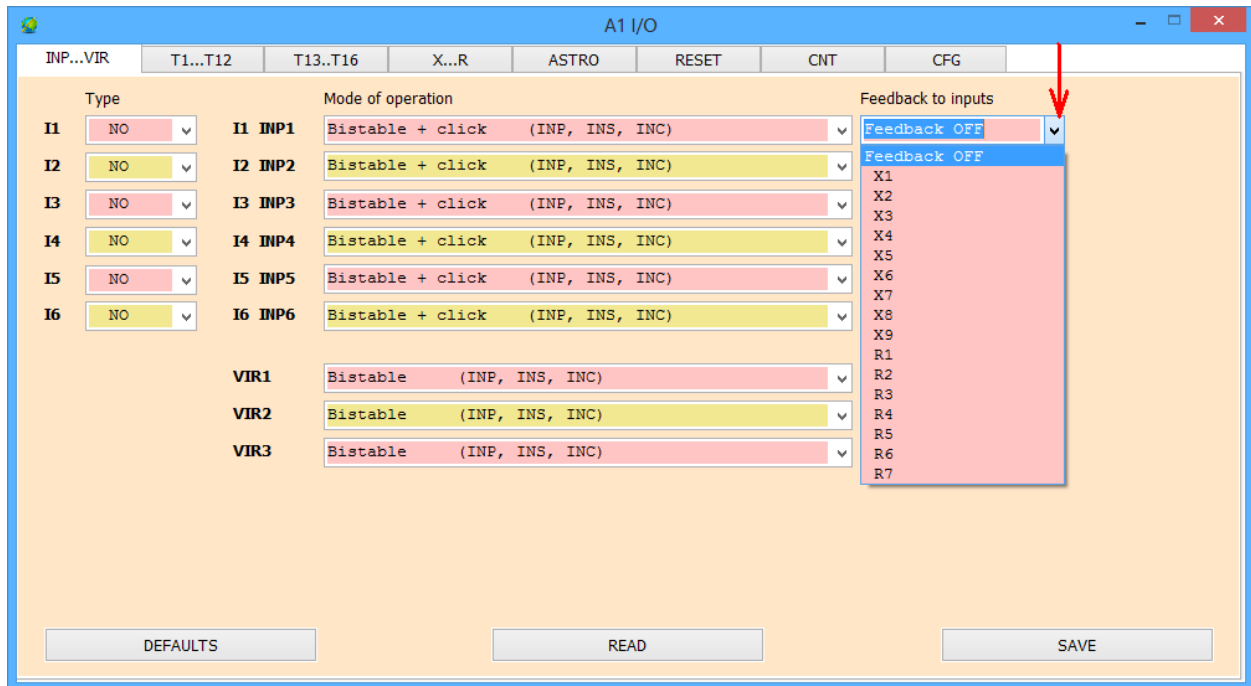 A1 I/O
INP...VIR T1...T12 T13..T16 X...R ASTRO RESET CNT CFG
Type Mode of operation Feedback to inputs
I1 NO I1 INP1 Bistable + click (INP, INS, INC) Feedback OFF
I2 NO I2 INP2 Bistable + click (INP, INS, INC)
I3 NO I3 INP3 Bistable + click (INP, INS, INC)
I4 NO I4 INP4 Bistable + click (INP, INS, INC)
I5 NO I5 INP5 Bistable + click (INP, INS, INC)
I6 NO I6 INP6 Bistable + click (INP, INS, INC)
VIR1 Bistable (INP, INS, INC)
VIR2 Bistable (INP, INS, INC)
VIR3 Bistable (INP, INS, INC)
Feedback OFF
X1
X2
X3
X4
X5
X6
X7
X8
X9
R1
R2
R3
R4
R5
R6
R7
DEFAULTS READ SAVE